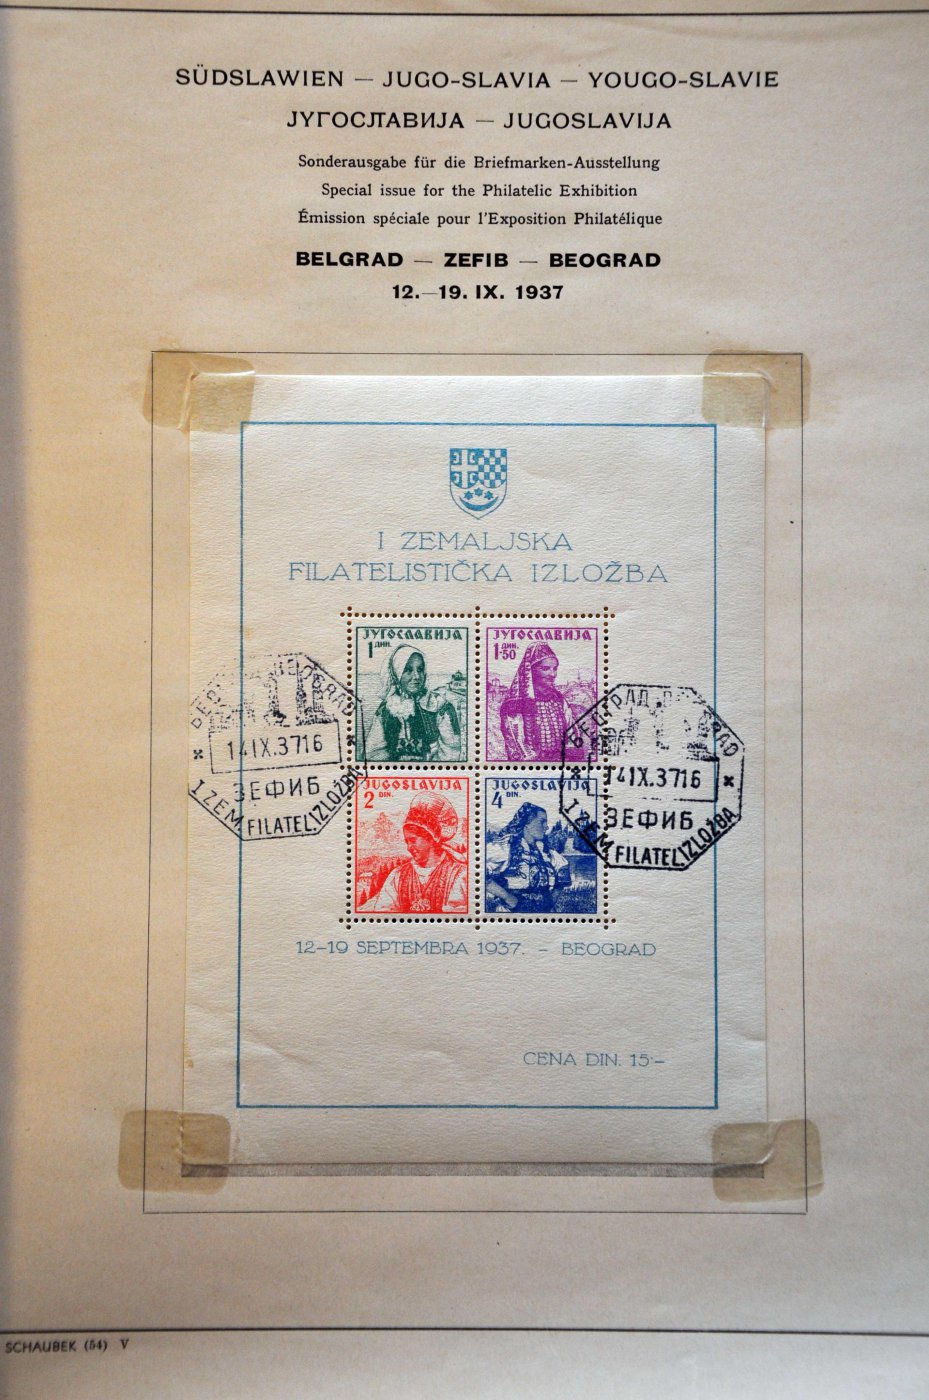 SÜDSLAWIEN — JUGO-SLAVIA — YOUGO-SLAVIE
ЈУГОСЛАВИЈА — JUGOSLAVIJA
Sonderausgabe für die Briefmarken-Ausstellung
Special issue for the Philatelic Exhibition
Émission spéciale pour l'Exposition Philatélique
BELGRAD — ZEFIB — BEOGRAD
12.—19. IX. 1937
I ZEMALJSKA
FILATELISTIČKA IZLOŽBA
ЈУГОСЛАВИЈА
1 ДИН.
ЈУГОСЛАВИЈА
1·50
JUGOSLAVIJA
2 DIN.
JUGOSLAVIJA
4 DIN.
BEOGRAD
14 IX.37 16
ЗЕФИБ
I ZEM. FILATEL. IZLOŽBA
БЕОГРАД BEOGRAD
14 IX.37 16
ЗЕФИБ
I ZEM. FILATEL. IZLOŽBA
12-19 SEPTEMBRA 1937. - BEOGRAD
CENA DIN. 15·-
SCHAUBEK (54) V